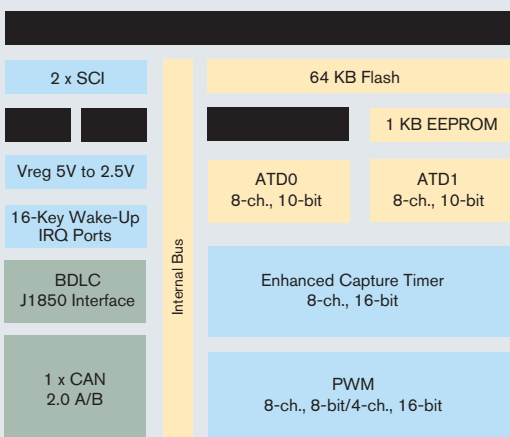 2 x SCI
64 KB Flash
1 KB EEPROM
Vreg 5V to 2.5V
ATD0
8-ch., 10-bit
ATD1
8-ch., 10-bit
16-Key Wake-Up
IRQ Ports
Internal Bus
BDLC
J1850 Interface
Enhanced Capture Timer
8-ch., 16-bit
1 x CAN
2.0 A/B
PWM
8-ch., 8-bit/4-ch., 16-bit